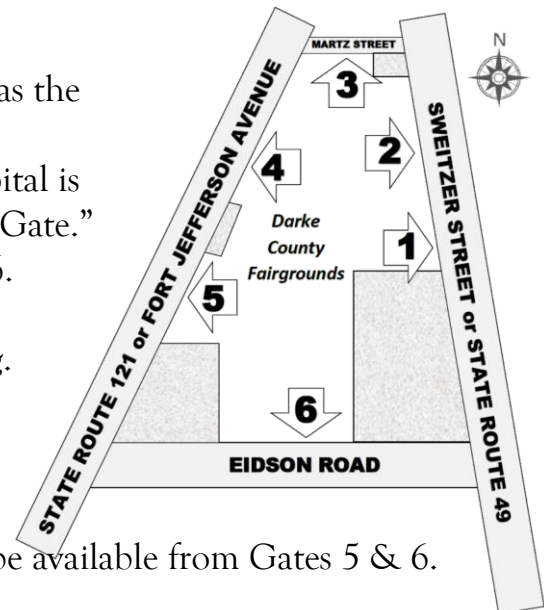 as the
MARTZ STREET
N
3
STATE ROUTE 121 or FORT JEFFERSON AVENUE
SWEITZER STREET or STATE ROUTE 49
4
2
pital is
Gate.”
Darke
County
Fairgrounds
1
5
g.
6
EIDSON ROAD
be available from Gates 5 & 6.